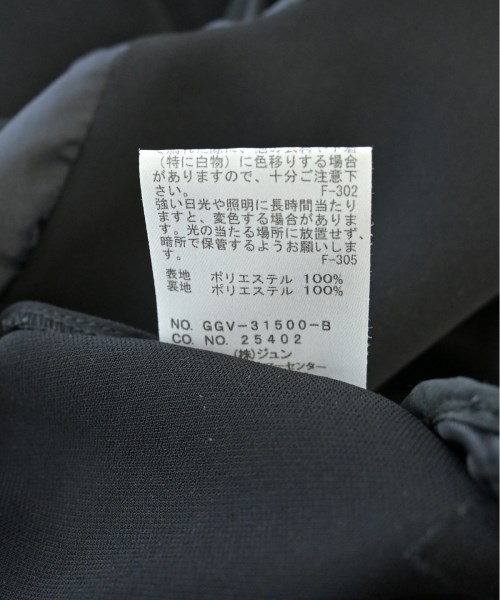 (特に白物)に色移りする場合
がありますので、十分ご注意下
さい。 F-302
強い日光や照明に長時間当たり
ますと、変色する場合がありま
す。光の当たる場所に放置せず、
暗所で保管するようお願いしま
す。 F-305
表地 ポリエステル 100%
裏地 ポリエステル 100%
NO. GGV-31500-B
CO. NO. 25402
(株)ジュン
ーセンター